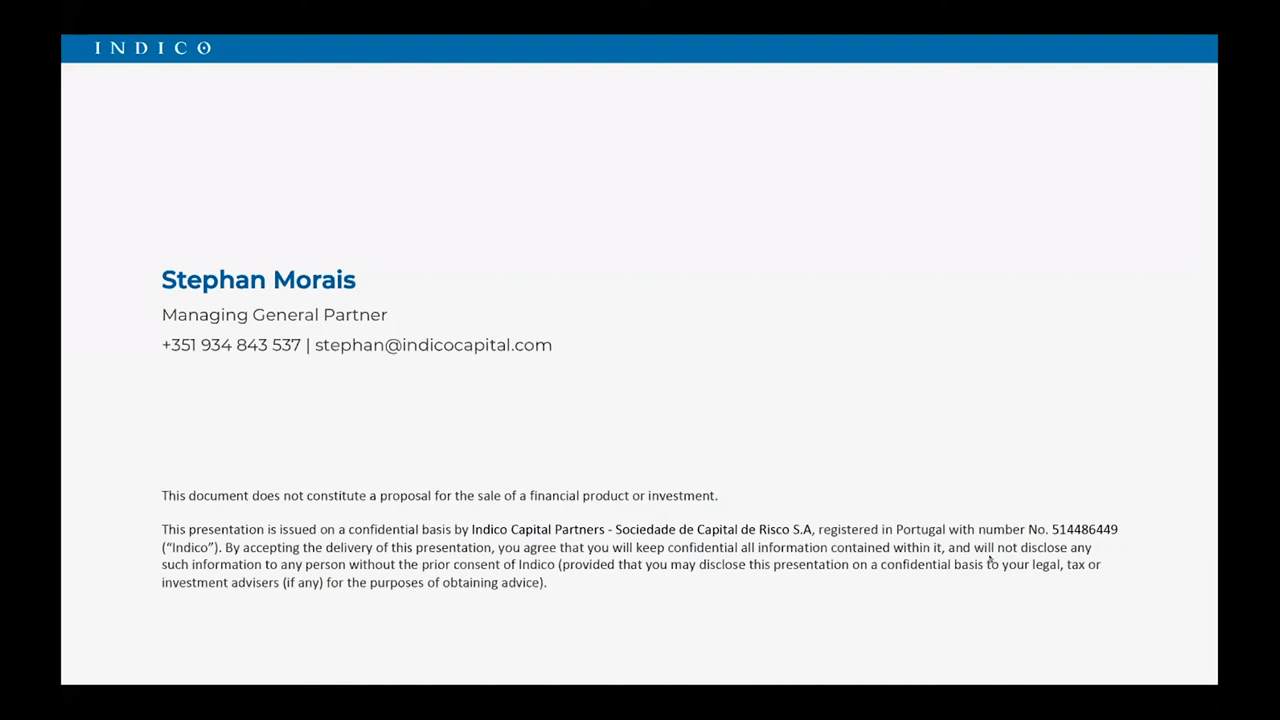 INDICO
Stephan Morais
Managing General Partner
+351 934 843 537 | stephan@indicocapital.com
This document does not constitute a proposal for the sale of a financial product or investment.
This presentation is issued on a confidential basis by Indico Capital Partners - Sociedade de Capital de Risco S.A, registered in Portugal with number No. 514486449
(“Indico”). By accepting the delivery of this presentation, you agree that you will keep confidential all information contained within it, and will not disclose any
such information to any person without the prior consent of Indico (provided that you may disclose this presentation on a confidential basis to your legal, tax or
investment advisers (if any) for the purposes of obtaining advice).